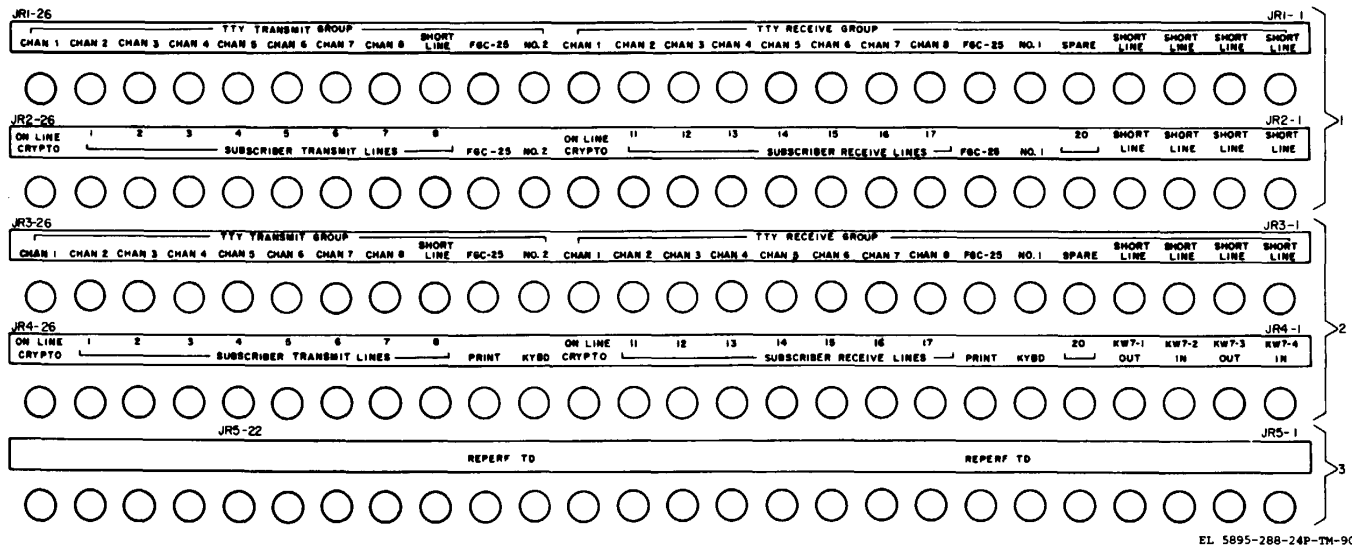 JR1-26 JR1-1
TTY TRANSMIT GROUP TTY RECEIVE GROUP
CHAN 1 CHAN 2 CHAN 3 CHAN 4 CHAN 5 CHAN 6 CHAN 7 CHAN 8 SHORT LINE FGC-25 NO. 2 CHAN 1 CHAN 2 CHAN 3 CHAN 4 CHAN 5 CHAN 6 CHAN 7 CHAN 8 FGC-25 NO. 1 SPARE SHORT LINE SHORT LINE SHORT LINE SHORT LINE
1
JR2-26 JR2-1
ON LINE CRYPTO 1 2 3 4 5 6 7 8 FGC-25 NO. 2 ON LINE CRYPTO 11 12 13 14 15 16 17 FGC-25 NO. 1 20 SHORT LINE SHORT LINE SHORT LINE SHORT LINE
SUBSCRIBER TRANSMIT LINES SUBSCRIBER RECEIVE LINES
JR3-26 JR3-1
TTY TRANSMIT GROUP TTY RECEIVE GROUP
CHAN 1 CHAN 2 CHAN 3 CHAN 4 CHAN 5 CHAN 6 CHAN 7 CHAN 8 SHORT LINE FGC-25 NO. 2 CHAN 1 CHAN 2 CHAN 3 CHAN 4 CHAN 5 CHAN 6 CHAN 7 CHAN 8 FGC-25 NO. 1 SPARE SHORT LINE SHORT LINE SHORT LINE SHORT LINE
2
JR4-26 JR4-1
ON LINE CRYPTO 1 2 3 4 5 6 7 8 PRINT KYBD ON LINE CRYPTO 11 12 13 14 15 16 17 PRINT KYBD 20 KW7-1 OUT KW7-2 IN KW7-3 OUT KW7-4 IN
SUBSCRIBER TRANSMIT LINES SUBSCRIBER RECEIVE LINES
JR5-22 JR5-1
REPERF TD REPERF TD
3
EL 5895-288-24P-TM-90